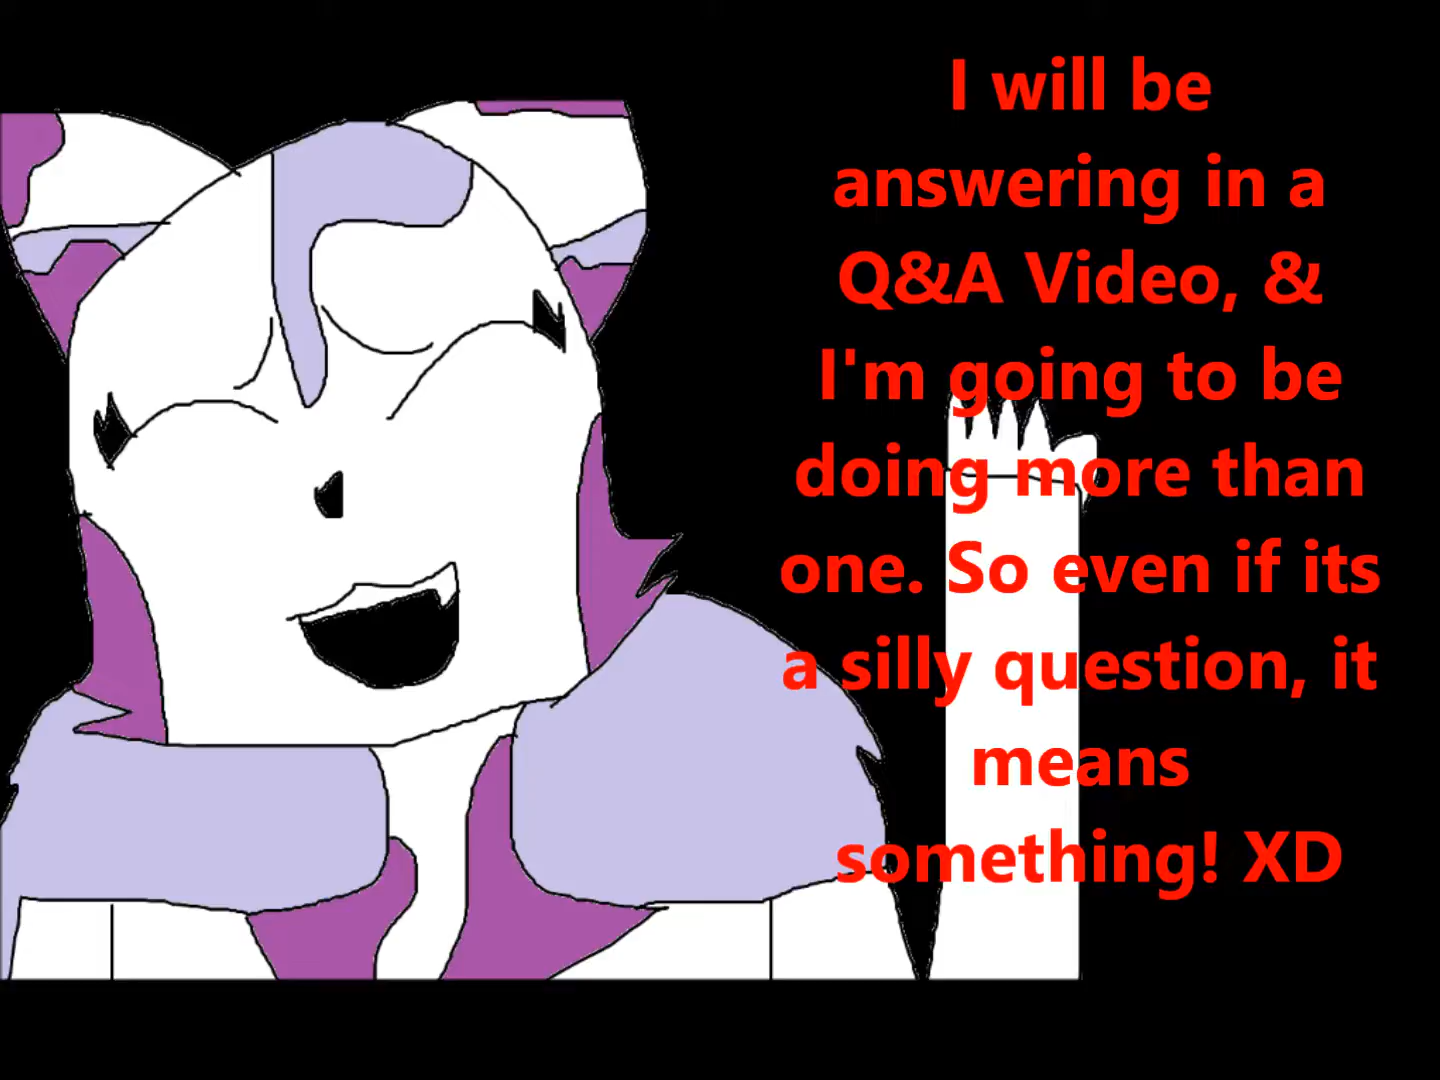 I will be
answering in a
Q&A Video, &
I'm going to be
doing more than
one. So even if its
a silly question, it
means
something! XD